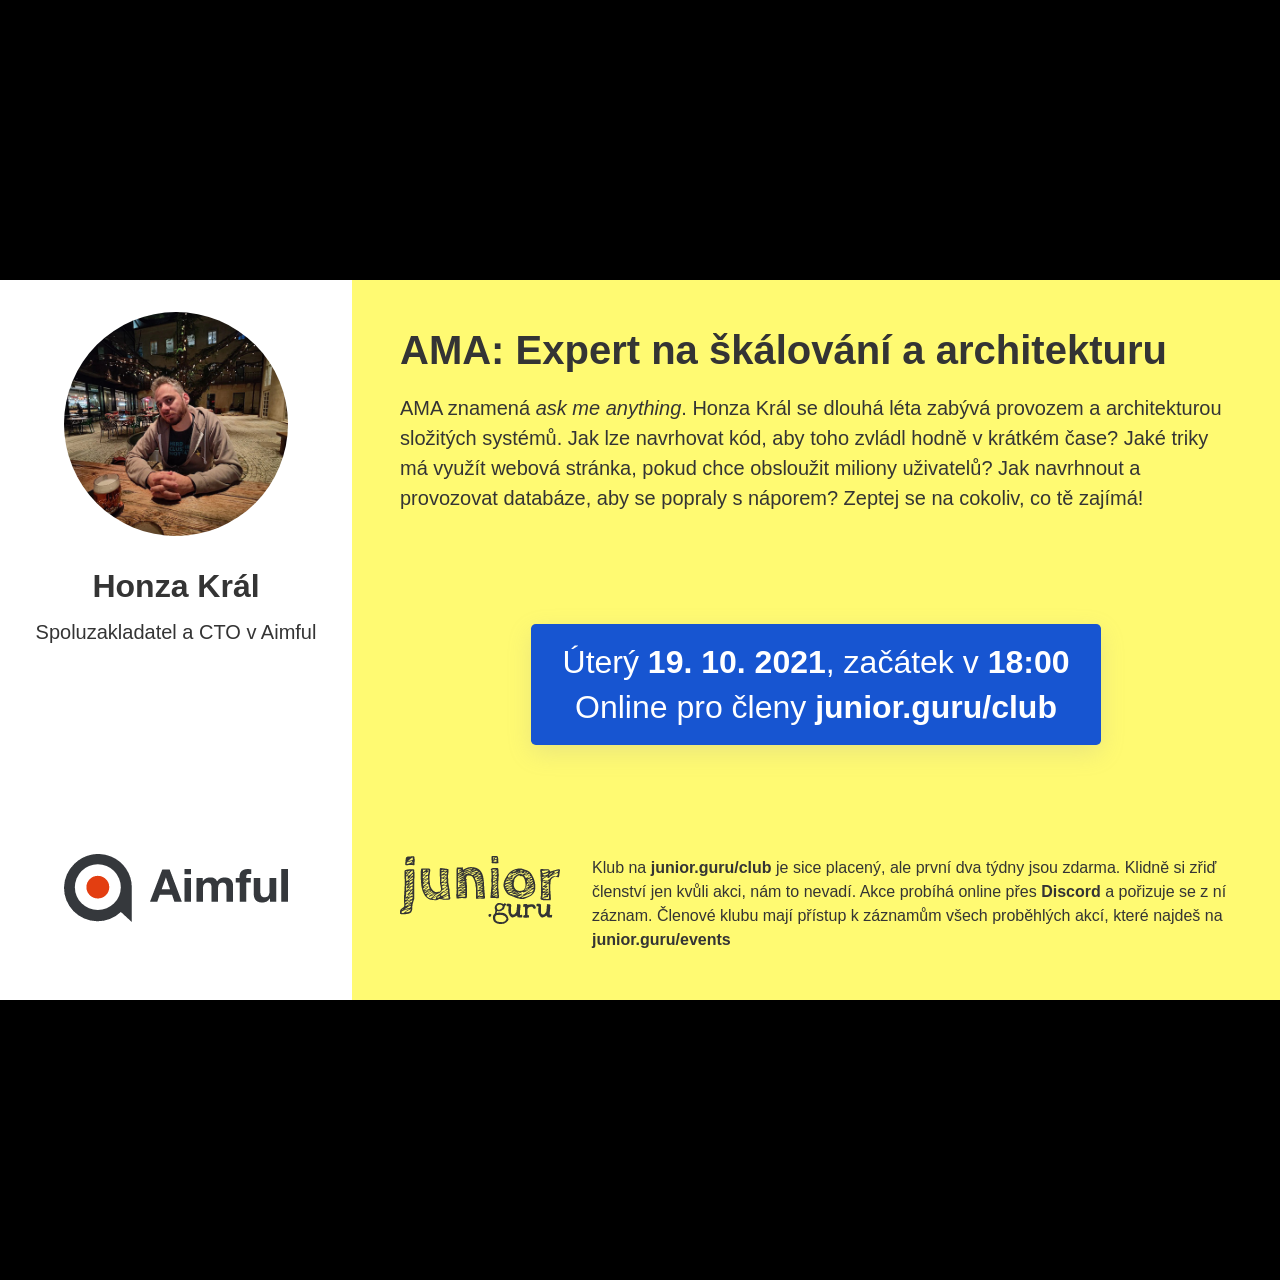 Honza Král
Spoluzakladatel a CTO v Aimful
Aimful
AMA: Expert na škálování a architekturu
AMA znamená ask me anything. Honza Král se dlouhá léta zabývá provozem a architekturou
složitých systémů. Jak lze navrhovat kód, aby toho zvládl hodně v krátkém čase? Jaké triky
má využít webová stránka, pokud chce obsloužit miliony uživatelů? Jak navrhnout a
provozovat databáze, aby se popraly s náporem? Zeptej se na cokoliv, co tě zajímá!
Úterý 19. 10. 2021, začátek v 18:00
Online pro členy junior.guru/club
junior
.guru
Klub na junior.guru/club je sice placený, ale první dva týdny jsou zdarma. Klidně si zřiď
členství jen kvůli akci, nám to nevadí. Akce probíhá online přes Discord a pořizuje se z ní
záznam. Členové klubu mají přístup k záznamům všech proběhlých akcí, které najdeš na
junior.guru/events